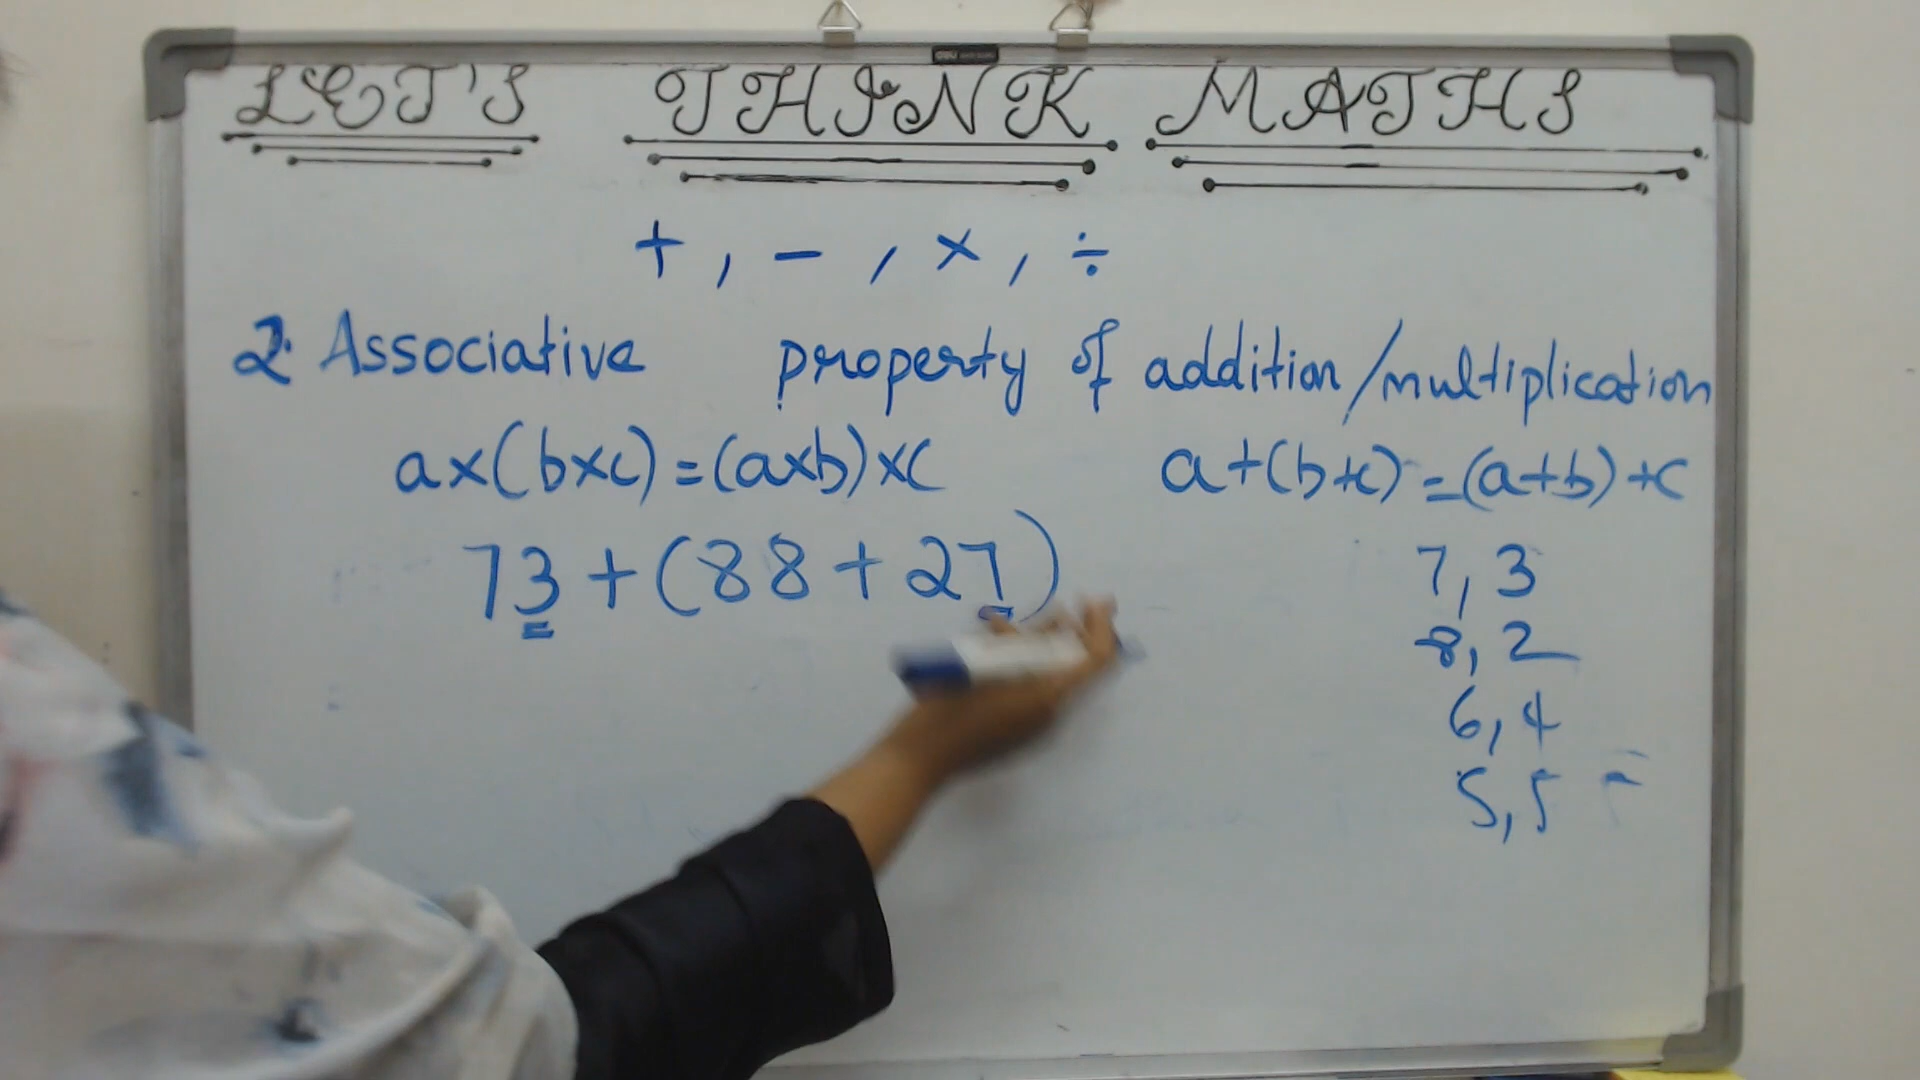 LET'S THINK MATHS
+ , - , × , ÷
2. Associative property of addition/multiplication
a×(b×c)=(a×b)×c a+(b+c)=(a+b)+c
73+(88+27)
7, 3
8, 2
6, 4
5, 5